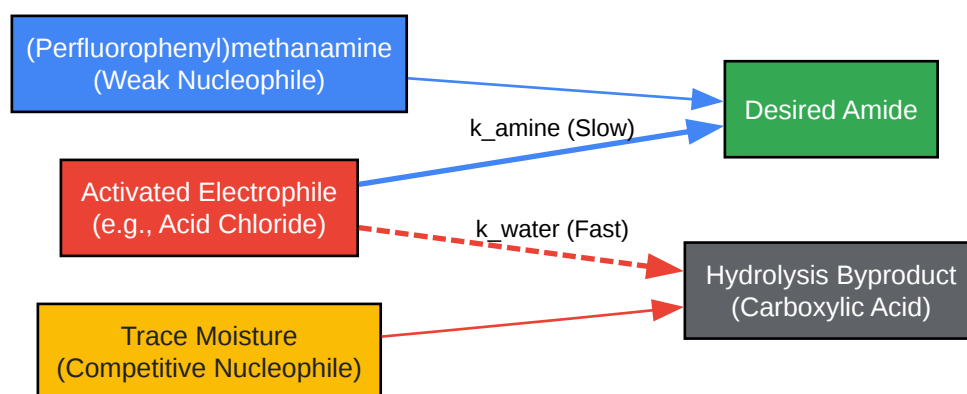 (Perfluorophenyl)methanamine
(Weak Nucleophile)
Desired Amide
k_amine (Slow)
Activated Electrophile
(e.g., Acid Chloride)
k_water (Fast)
Hydrolysis Byproduct
(Carboxylic Acid)
Trace Moisture
(Competitive Nucleophile)